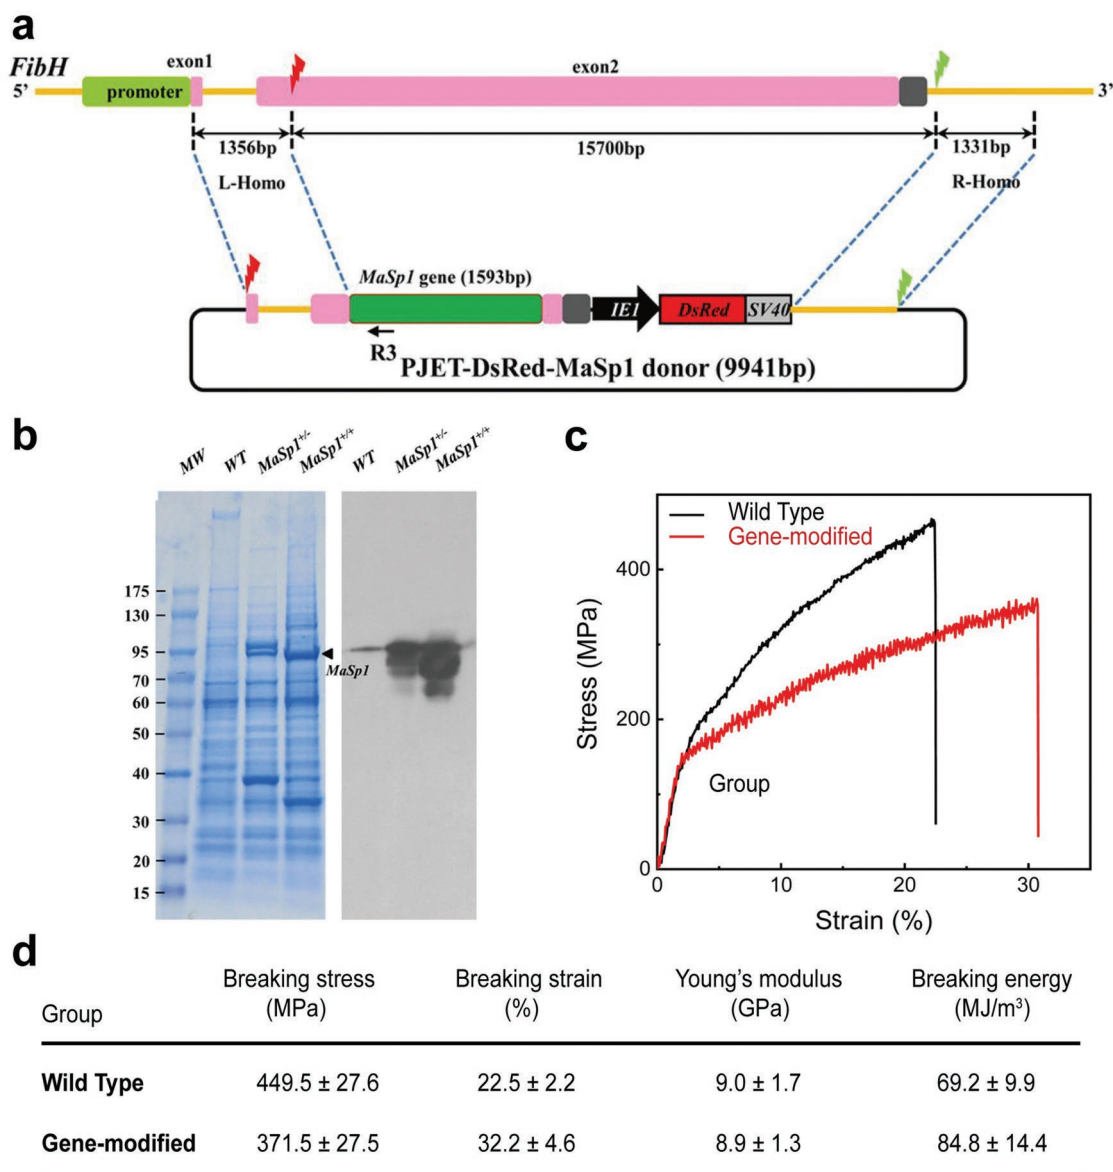 a
FibH
exon1
exon2
5’
promoter
3’
1356bp
15700bp
1331bp
L-Homo
R-Homo
MaSp1 gene (1593bp)
IE1
DsRed
SV40
R3
PJET-DsRed-MaSp1 donor (9941bp)
b
MW
WT
MaSp1+/-
MaSp1+/+
WT
MaSp1+/-
MaSp1+/+
175
130
95
70
60
50
40
30
20
15
MaSp1
c
Wild Type
Gene-modified
400
200
0
Stress (MPa)
Group
0
10
20
30
Strain (%)
d
Group
Breaking stress
(MPa)
Breaking strain
(%)
Young’s modulus
(GPa)
Breaking energy
(MJ/m³)
Wild Type 449.5 ± 27.6 22.5 ± 2.2 9.0 ± 1.7 69.2 ± 9.9
Gene-modified 371.5 ± 27.5 32.2 ± 4.6 8.9 ± 1.3 84.8 ± 14.4